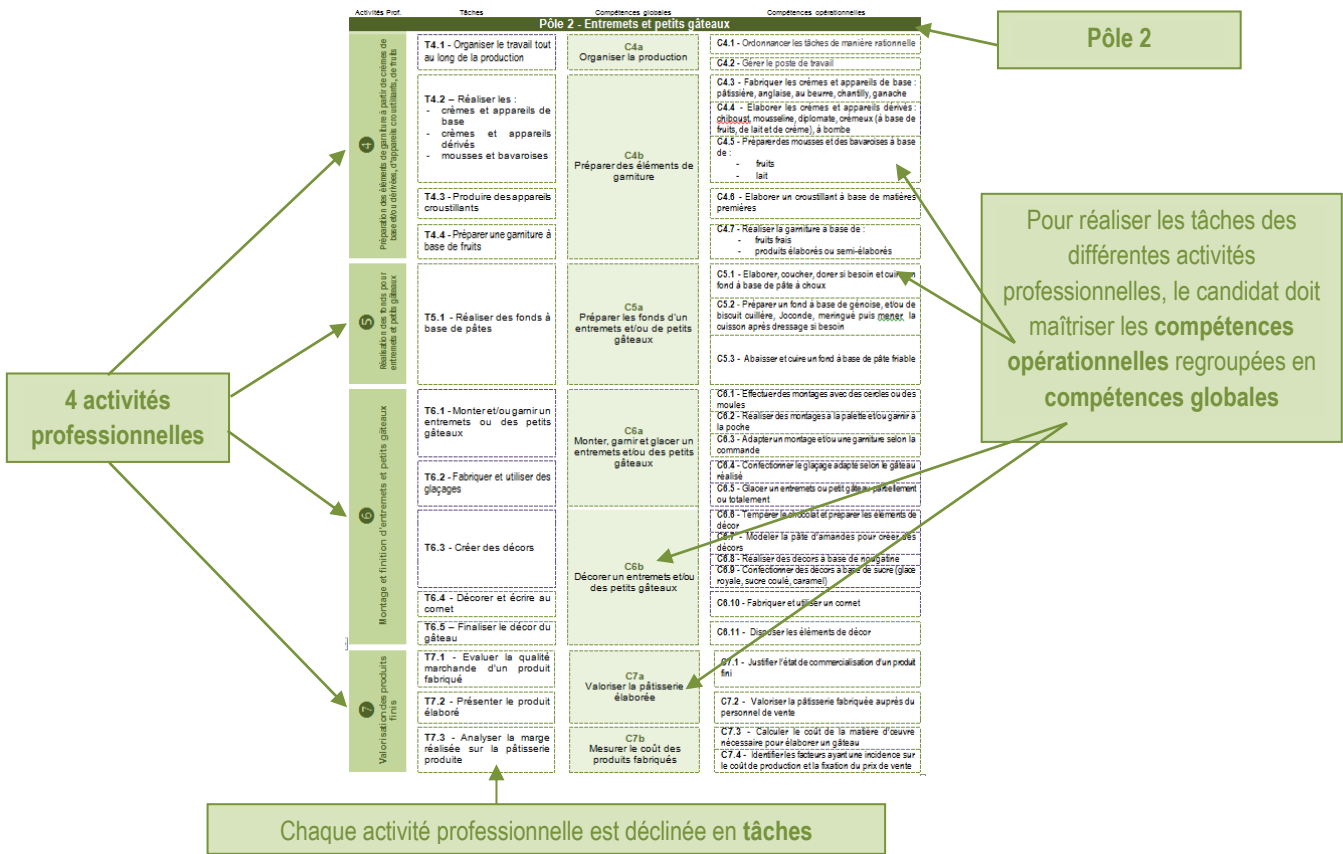 Activités Prof.
Tâches
Compétences globales
Compétences opérationnelles
Pôle 2 - Entremets et petits gâteaux
4
Préparation des éléments de garniture à partir de crèmes de
base et/ou dérivées, d'appareils croustillants, de fruits
T4.1 - Organiser le travail tout
au long de la production
C4a
Organiser la production
C4.1 - Ordonnancer les tâches de manière rationnelle
C4.2 - Gérer le poste de travail
T4.2 – Réaliser les :
- crèmes et appareils de
base
- crèmes et appareils
dérivés
- mousses et bavaroises
C4b
Préparer des éléments de
garniture
C4.3 - Fabriquer les crèmes et appareils de base :
pâtissière, anglaise, au beurre, chantilly, ganache
C4.4 - Elaborer les crèmes et appareils dérivés :
chiboust, mousseline, diplomate, crémeux (à base de
fruits, de lait et de crème), à bombe
C4.5 - Préparer des mousses et des bavaroises à base
de :
- fruits
- lait
T4.3 - Produire des appareils
croustillants
C4.6 - Elaborer un croustillant à base de matières
premières
T4.4 - Préparer une garniture à
base de fruits
C4.7 - Réaliser la garniture à base de :
- fruits frais
- produits élaborés ou semi-élaborés
5
Réalisation des fonds pour
entremets et petits gâteaux
T5.1 - Réaliser des fonds à
base de pâtes
C5a
Préparer les fonds d'un
entremets et/ou de petits
gâteaux
C5.1 - Elaborer, coucher, dorer si besoin et cuire un
fond à base de pâte à choux
C5.2 - Préparer un fond à base de génoise, et/ou de
biscuit cuillère, Joconde, meringué puis mener la
cuisson après dressage si besoin
C5.3 - Abaisser et cuire un fond à base de pâte friable
6
Montage et finition d'entremets et petits gâteaux
T6.1 - Monter et/ou garnir un
entremets ou des petits
gâteaux
C6a
Monter, garnir et glacer un
entremets et/ou des petits
gâteaux
C6.1 - Effectuer des montages avec des cercles ou des
moules
C6.2 - Réaliser des montages à la palette et/ou garnir à
la poche
C6.3 - Adapter un montage et/ou une garniture selon la
commande
T6.2 - Fabriquer et utiliser des
glaçages
C6.4 - Confectionner le glaçage adapté selon le gâteau
réalisé
C6.5 - Glacer un entremets ou petit gâteau partiellement
ou totalement
T6.3 - Créer des décors
C6b
Décorer un entremets et/ou
des petits gâteaux
C6.6 - Tempérer le chocolat et préparer les éléments de
décor
C6.7 - Modeler la pâte d'amandes pour créer des
décors
C6.8 - Réaliser des décors à base de nougatine
C6.9 - Confectionner des décors à base de sucre (glace
royale, sucre coulé, caramel)
T6.4 - Décorer et écrire au
cornet
C6.10 - Fabriquer et utiliser un cornet
T6.5 – Finaliser le décor du
gâteau
C6.11 - Disposer les éléments de décor
7
Valorisation des produits
finis
T7.1 - Evaluer la qualité
marchande d'un produit
fabriqué
C7a
Valoriser la pâtisserie
élaborée
C7.1 - Justifier l'état de commercialisation d'un produit
fini
T7.2 - Présenter le produit
élaboré
C7.2 - Valoriser la pâtisserie fabriquée auprès du
personnel de vente
T7.3 - Analyser la marge
réalisée sur la pâtisserie
produite
C7b
Mesurer le coût des
produits fabriqués
C7.3 - Calculer le coût de la matière d'œuvre
nécessaire pour élaborer un gâteau
C7.4 - Identifier les facteurs ayant une incidence sur
le coût de production et la fixation du prix de vente
Pôle 2
Pour réaliser les tâches des
différentes activités
professionnelles, le candidat doit
maîtriser les compétences
opérationnelles regroupées en
compétences globales
4 activités
professionnelles
Chaque activité professionnelle est déclinée en tâches